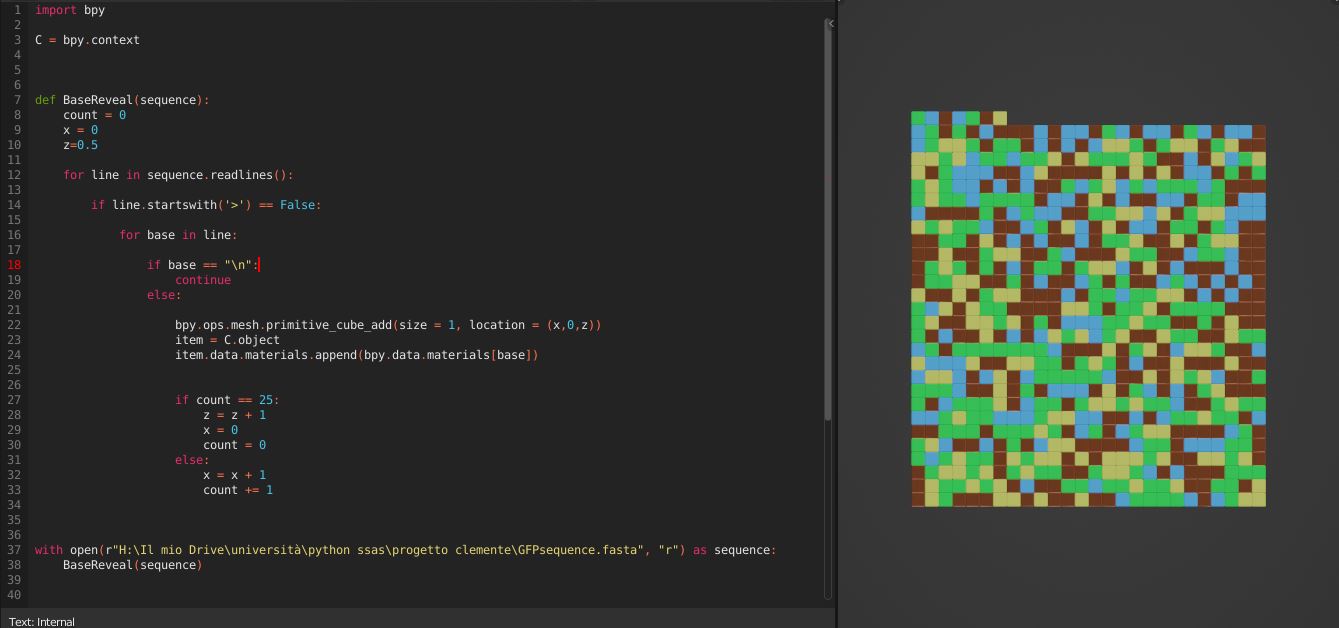 1 import bpy
2
3 C = bpy.context
4
5
6
7 def BaseReveal(sequence):
8     count = 0
9     x = 0
10     z=0.5
11
12     for line in sequence.readlines():
13
14         if line.startswith('>') == False:
15
16             for base in line:
17
18                 if base == "\n":
19                     continue
20                 else:
21
22                     bpy.ops.mesh.primitive_cube_add(size = 1, location = (x,0,z))
23                     item = C.object
24                     item.data.materials.append(bpy.data.materials[base])
25
26
27                     if count == 25:
28                         z = z + 1
29                         x = 0
30                         count = 0
31                     else:
32                         x = x + 1
33                         count += 1
34
35
36
37 with open(r"H:\Il mio Drive\università\python ssas\progetto clemente\GFPsequence.fasta", "r") as sequence:
38     BaseReveal(sequence)
39
40
Text: Internal